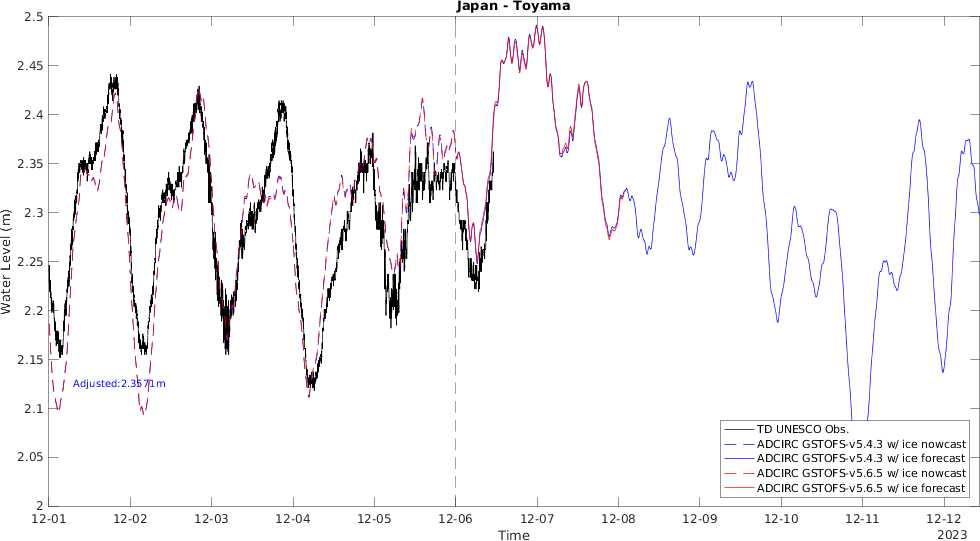 Japan - Toyama
2.5
2.45
2.4
2.35
2.3
2.25
2.2
2.15
2.1
2.05
2
Water Level (m)
Adjusted:2.3571m
TD UNESCO Obs.
ADCIRC GSTOFS-v5.4.3 w/ ice nowcast
ADCIRC GSTOFS-v5.4.3 w/ ice forecast
ADCIRC GSTOFS-v5.6.5 w/ ice nowcast
ADCIRC GSTOFS-v5.6.5 w/ ice forecast
12-01 12-02 12-03 12-04 12-05 12-06 12-07 12-08 12-09 12-10 12-11 12-12
Time
2023